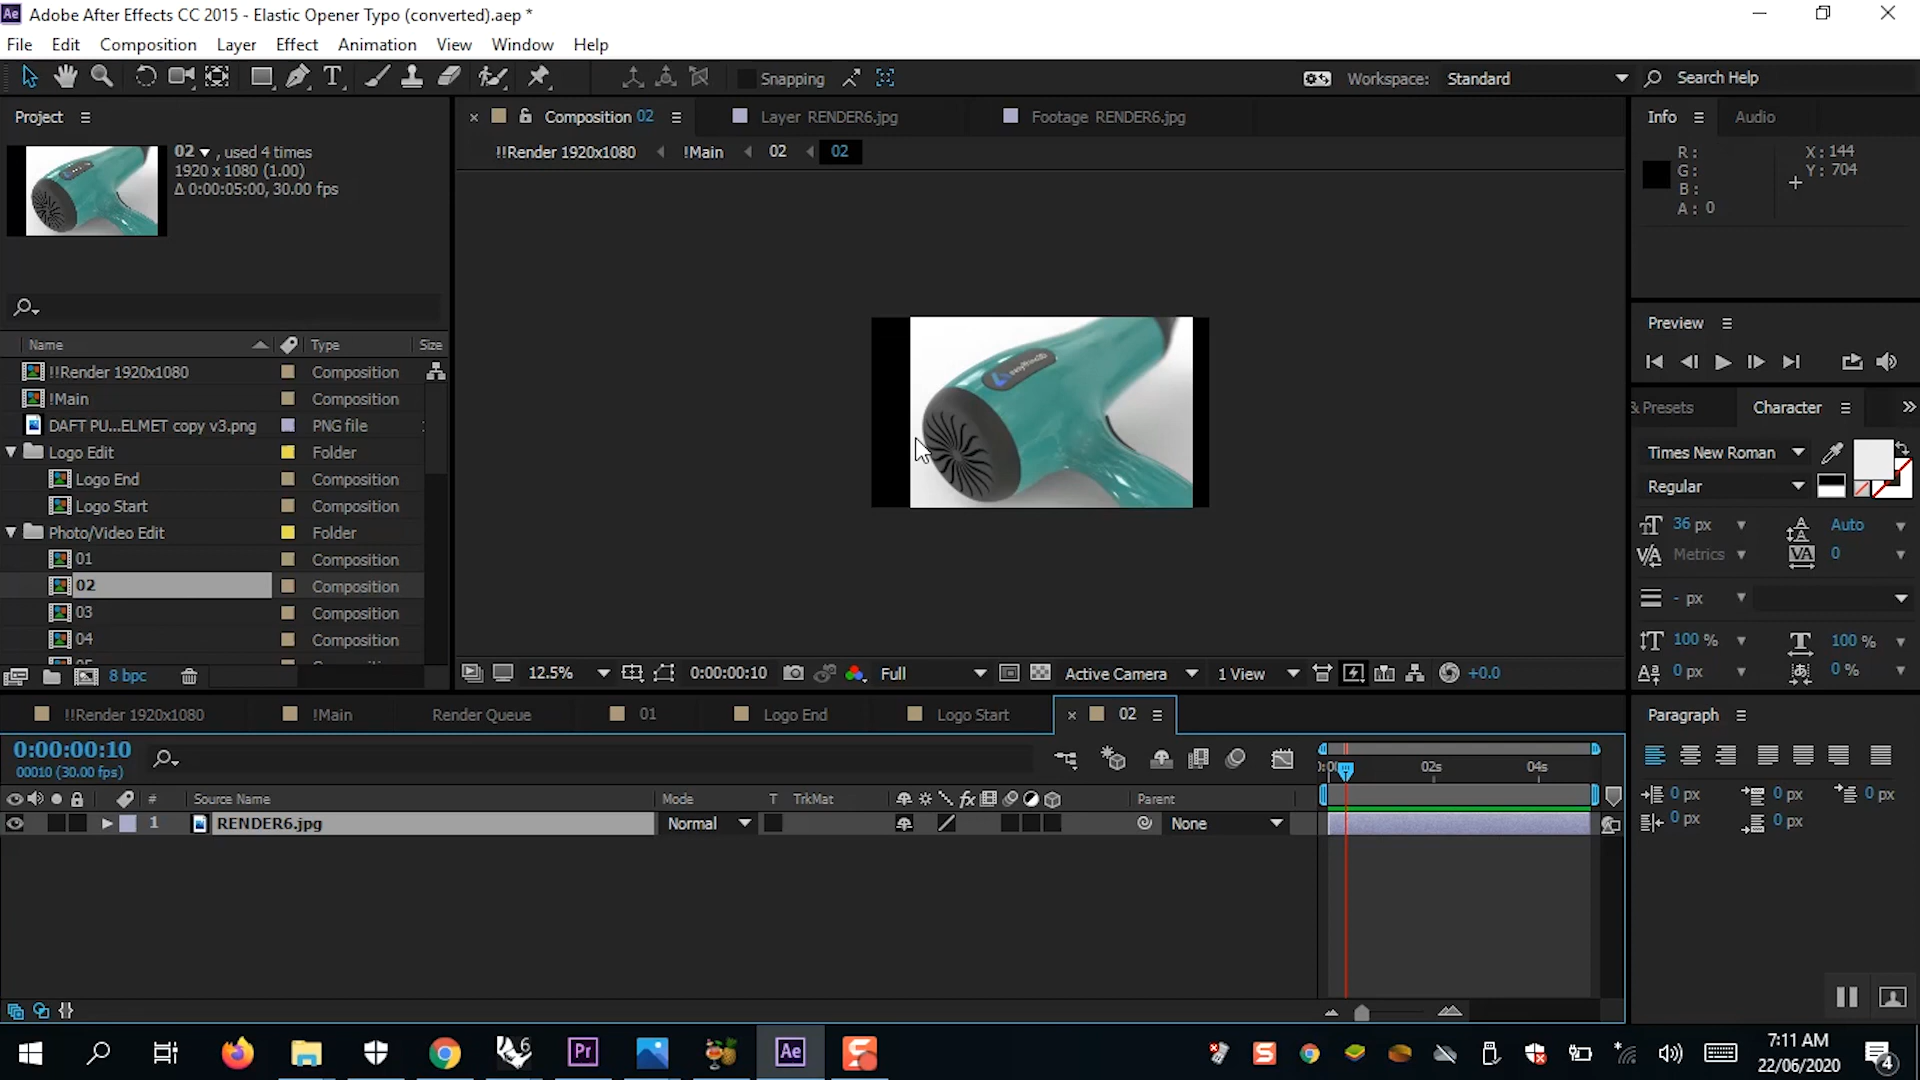 Adobe After Effects CC 2015 - Elastic Opener Typo (converted).aep *
File Edit Composition Layer Effect Animation View Window Help
Snapping
Workspace: Standard
Search Help
Project
02 , used 4 times
1920 x 1080 (1.00)
Δ 0:00:05:00, 30.00 fps
Composition 02
Layer RENDER6.jpg
Footage RENDER6.jpg
!!Render 1920x1080 !Main 02 02
Info Audio
R:
G:
B:
A: 0
X: 144
Y: 704
Name Type Size
!!Render 1920x1080 Composition
!Main Composition
DAFT PU...ELMET copy v3.png PNG file
Logo Edit Folder
Logo End Composition
Logo Start Composition
Photo/Video Edit Folder
01 Composition
02 Composition
03 Composition
04 Composition
8 bpc
Preview
& Presets Character
Times New Roman
Regular
36 px Auto
Metrics 0
- px
100 % 100 %
0 px 0 %
12.5% 0:00:00:10 Full Active Camera 1 View +0.0
!!Render 1920x1080 !Main Render Queue 01 Logo End Logo Start 02
0:00:00:10
00010 (30.00 fps)
02s 04s
# Source Name Mode T TrkMat Parent
1 RENDER6.jpg Normal None
Paragraph
0 px 0 px 0 px
0 px 0 px
7:11 AM
22/06/2020
4